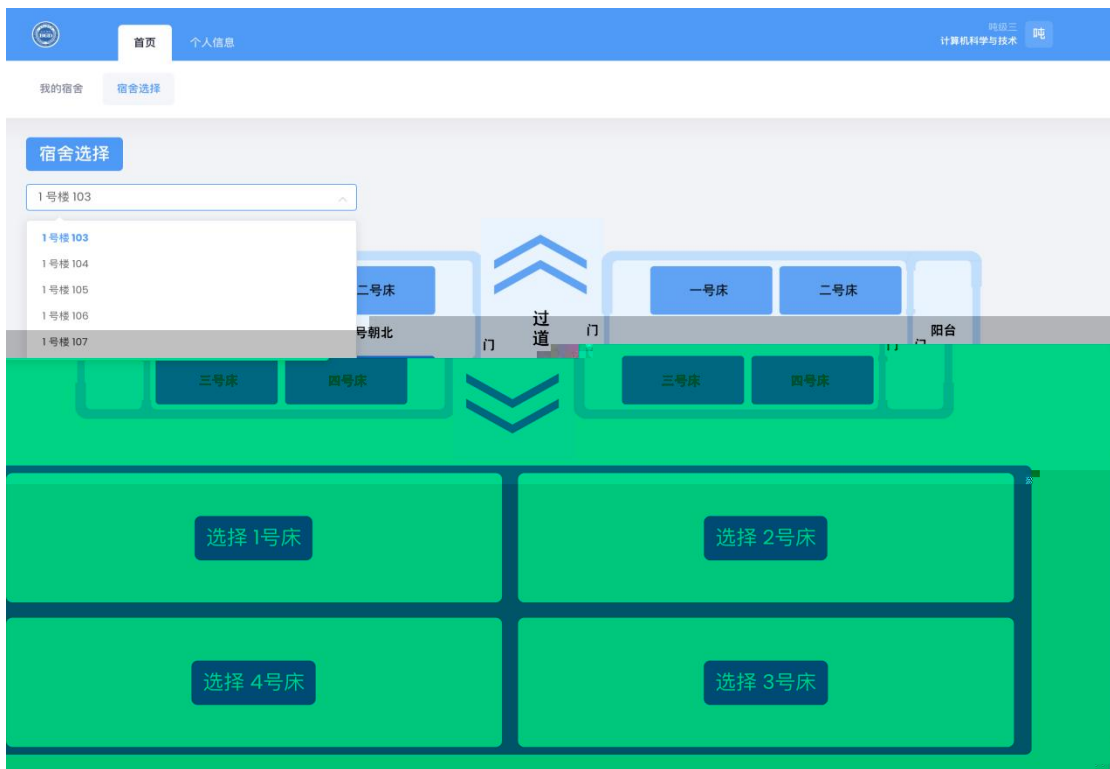 首页
个人信息
吨级三
计算机科学与技术
吨
我的宿舍
宿舍选择
宿舍选择
1号楼 103
1号楼 103
1号楼 104
1号楼 105
1号楼 106
1号楼 107
二号床
一号床
二号床
号朝北
门
过道
门
阳台
三号床
四号床
三号床
四号床
选择 1号床
选择 2号床
选择 4号床
选择 3号床